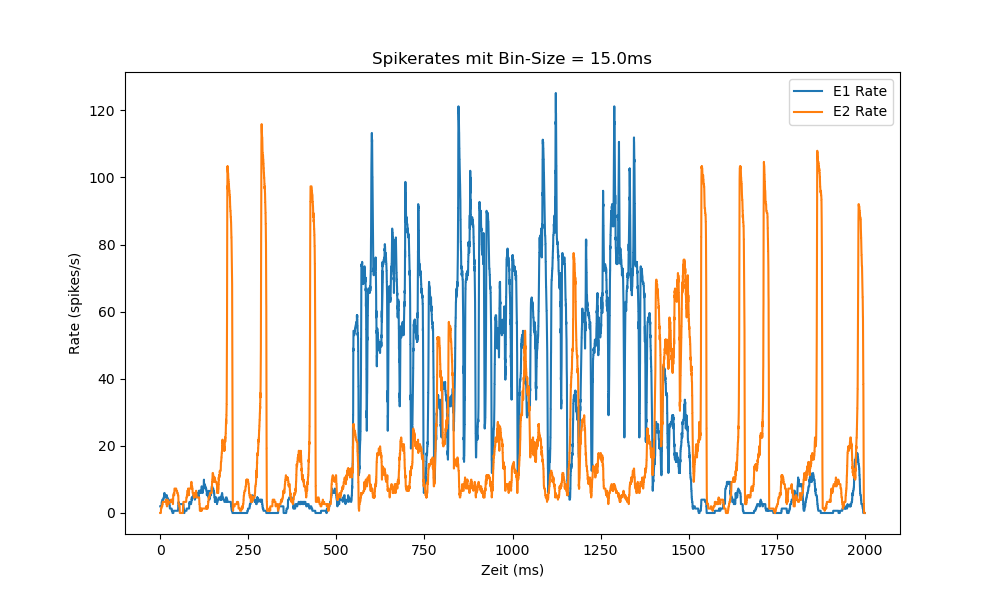 Spikerates mit Bin-Size = 15.0ms
E1 Rate
E2 Rate
Rate (spikes/s)
120
100
80
60
40
20
0
0 250 500 750 1000 1250 1500 1750 2000
Zeit (ms)